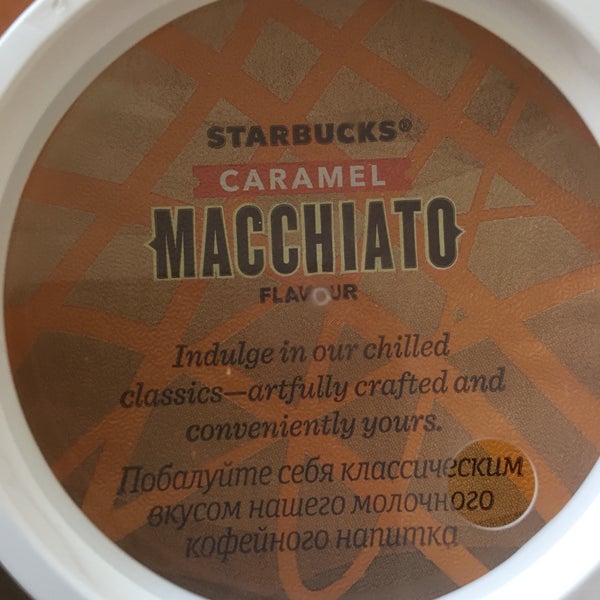 STARBUCKS®
CARAMEL
MACCHIATO
FLAVOUR
Indulge in our chilled
classics—artfully crafted and
conveniently yours.
Побалуйте себя классическим
вкусом нашего молочного
кофейного напитка